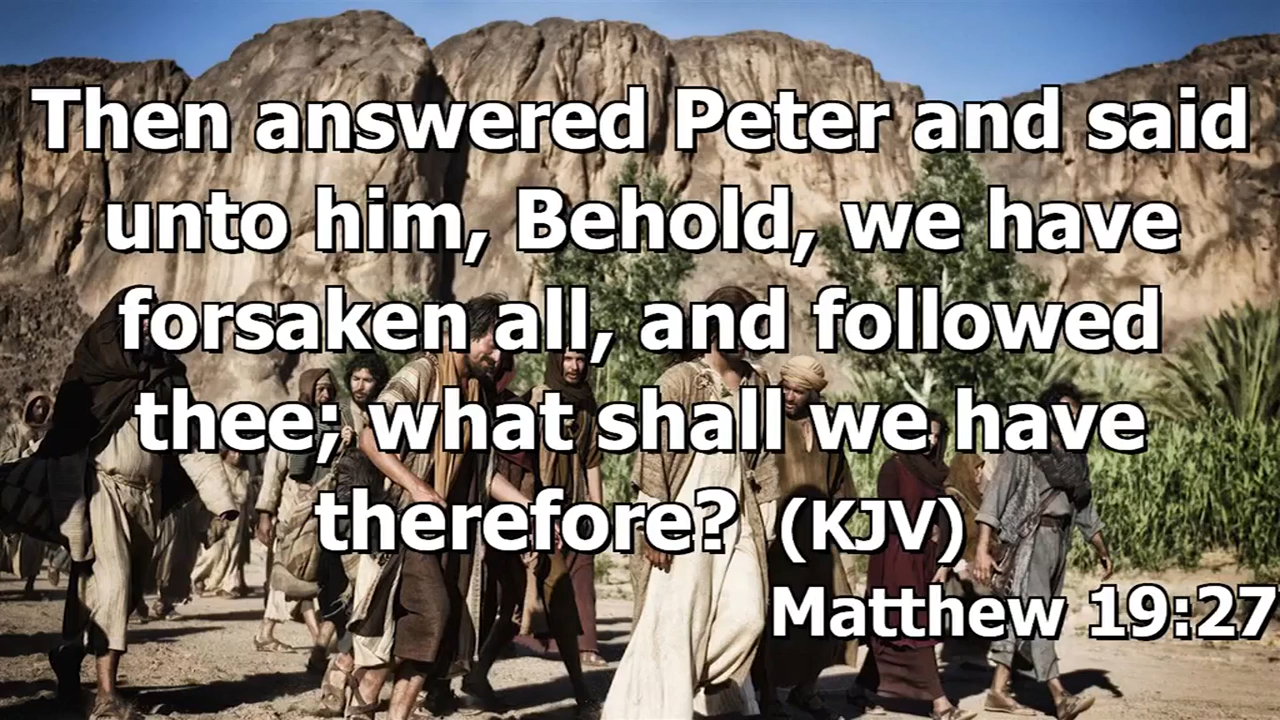 Then answered Peter and said
unto him, Behold, we have
forsaken all, and followed
thee; what shall we have
therefore? (KJV)
Matthew 19:27